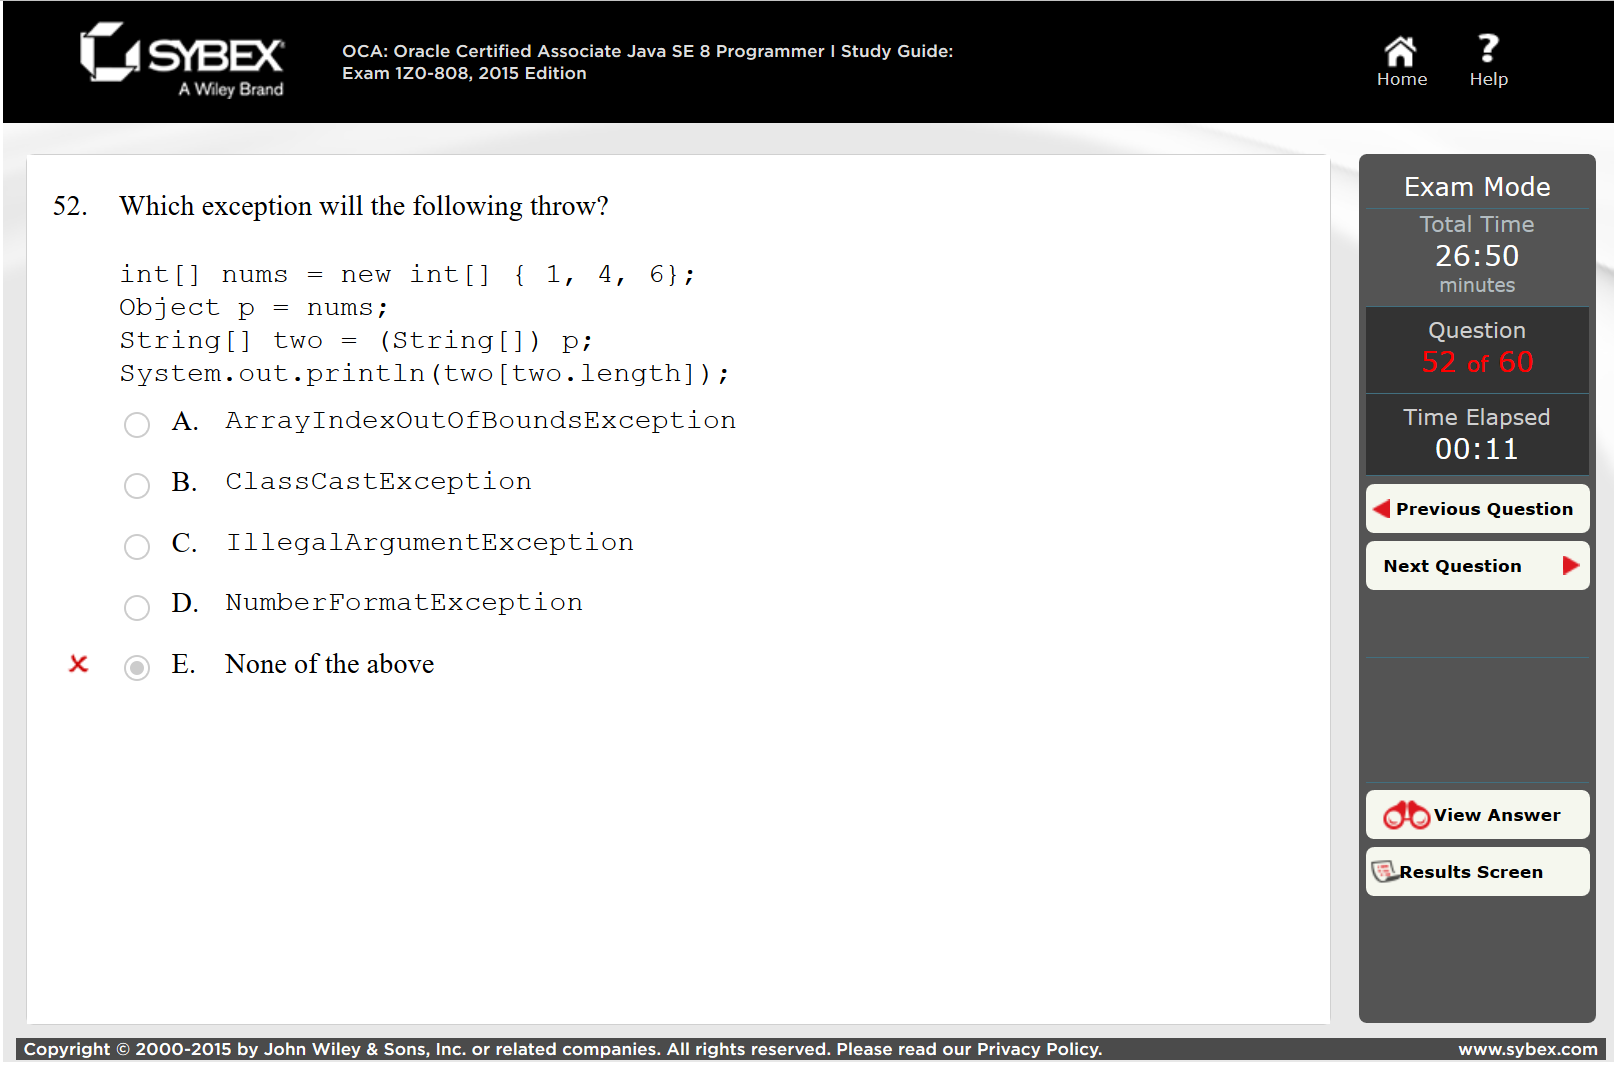 SYBEX
A Wiley Brand
OCA: Oracle Certified Associate Java SE 8 Programmer I Study Guide:
Exam 1Z0-808, 2015 Edition
Home
Help
52. Which exception will the following throw?
int[] nums = new int[] { 1, 4, 6};
Object p = nums;
String[] two = (String[]) p;
System.out.println(two[two.length]);
A. ArrayIndexOutOfBoundsException
B. ClassCastException
C. IllegalArgumentException
D. NumberFormatException
E. None of the above
Exam Mode
Total Time
26:50
minutes
Question
52 of 60
Time Elapsed
00:11
Previous Question
Next Question
View Answer
Results Screen
Copyright © 2000-2015 by John Wiley & Sons, Inc. or related companies. All rights reserved. Please read our Privacy Policy.
www.sybex.com